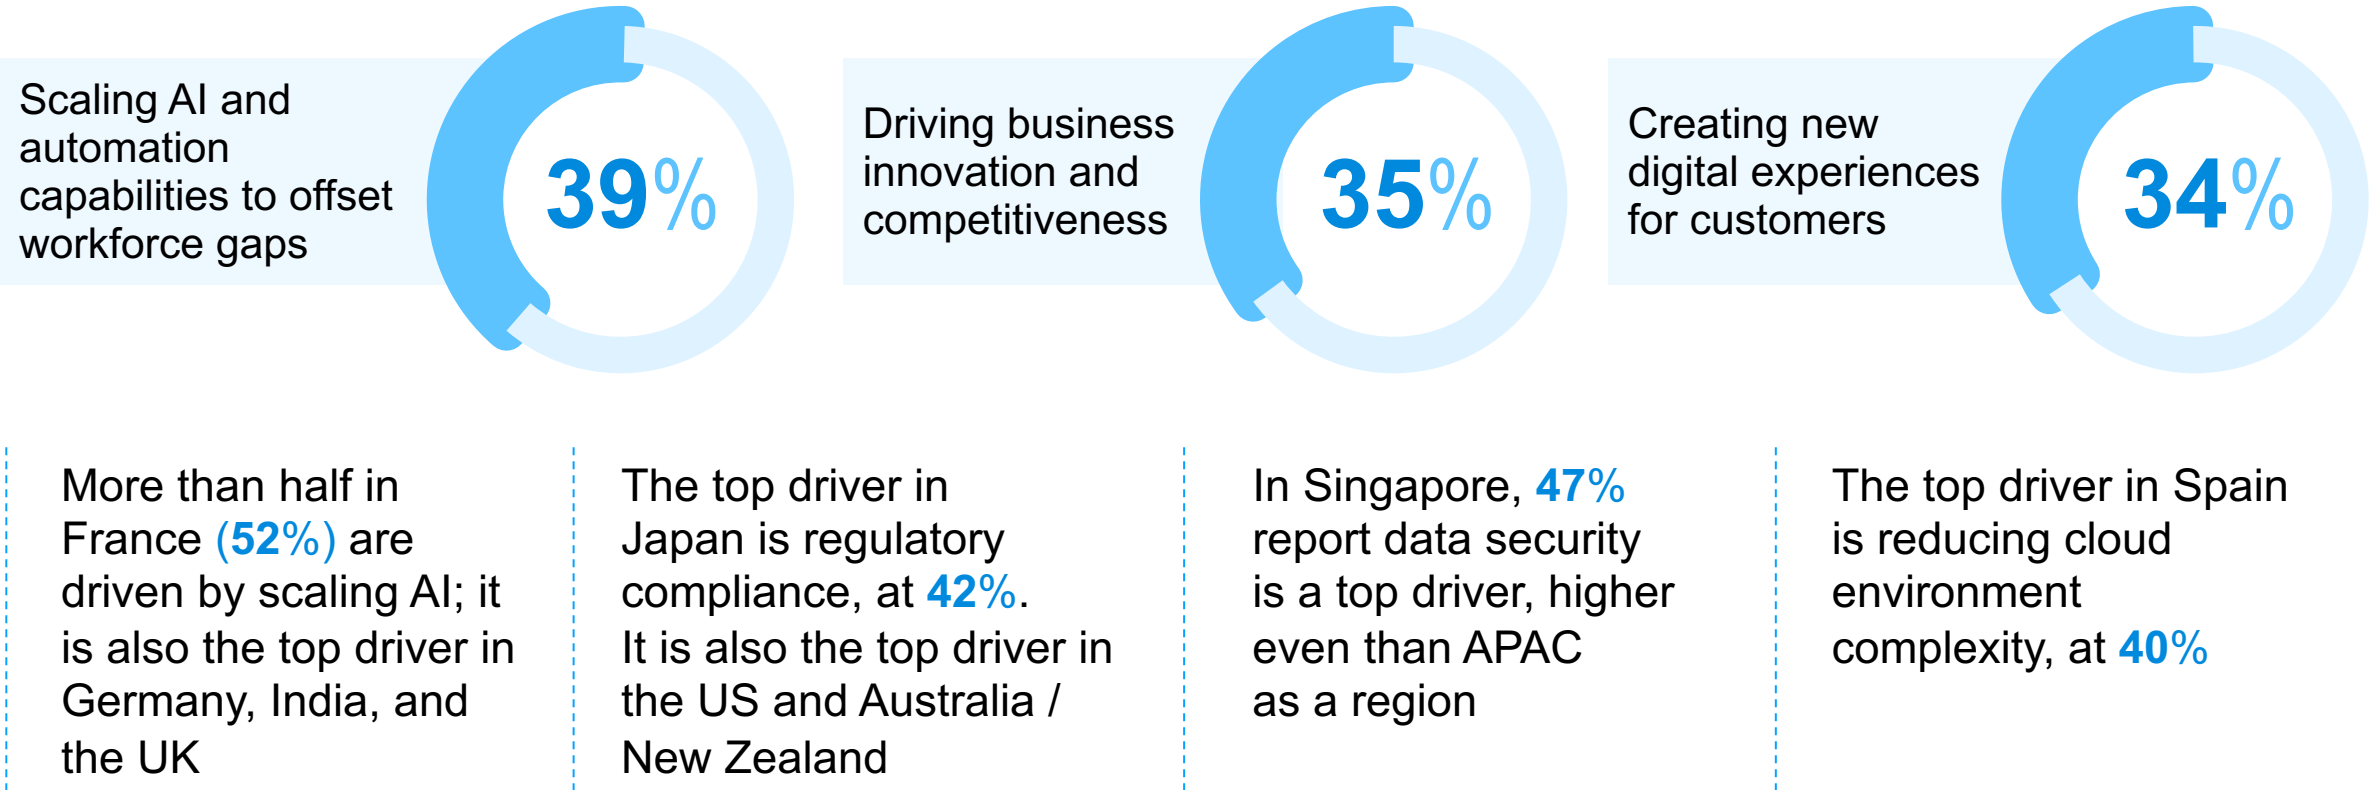 Scaling AI and
automation
capabilities to offset
workforce gaps
39%
Driving business
innovation and
competitiveness
35%
Creating new
digital experiences
for customers
34%
More than half in
France (52%) are
driven by scaling AI; it
is also the top driver in
Germany, India, and
the UK
The top driver in
Japan is regulatory
compliance, at 42%.
It is also the top driver in
the US and Australia /
New Zealand
In Singapore, 47%
report data security
is a top driver, higher
even than APAC
as a region
The top driver in Spain
is reducing cloud
environment
complexity, at 40%